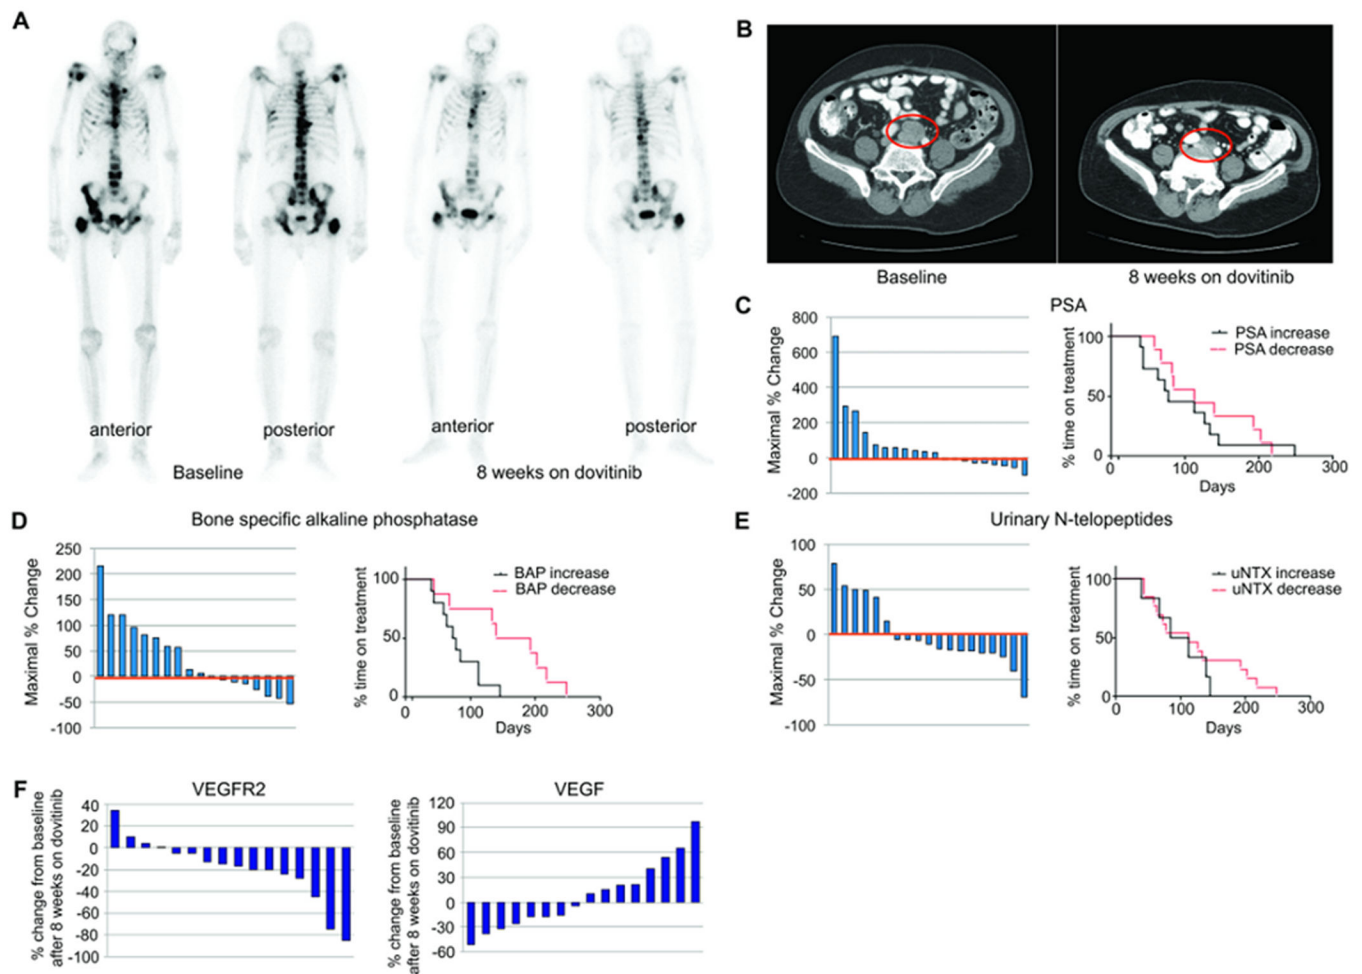 A
anterior
posterior
anterior
posterior
Baseline
8 weeks on dovitinib
B
Baseline
8 weeks on dovitinib
C
PSA
Maximal % Change
800
600
400
200
0
-200
% time on treatment
100
50
0
PSA increase
PSA decrease
0
100
200
300
Days
D
Bone specific alkaline phosphatase
Maximal % Change
250
200
150
100
50
0
-50
-100
% time on treatment
100
50
0
BAP increase
BAP decrease
0
100
200
300
Days
E
Urinary N-telopeptides
Maximal % Change
100
50
0
-50
-100
% time on treatment
100
50
0
uNTX increase
uNTX decrease
0
100
200
300
Days
F
VEGFR2
% change from baseline
after 8 weeks on dovitinib
40
20
0
-20
-40
-60
-80
-100
VEGF
% change from baseline
after 8 weeks on dovitinib
120
90
60
30
0
-30
-60